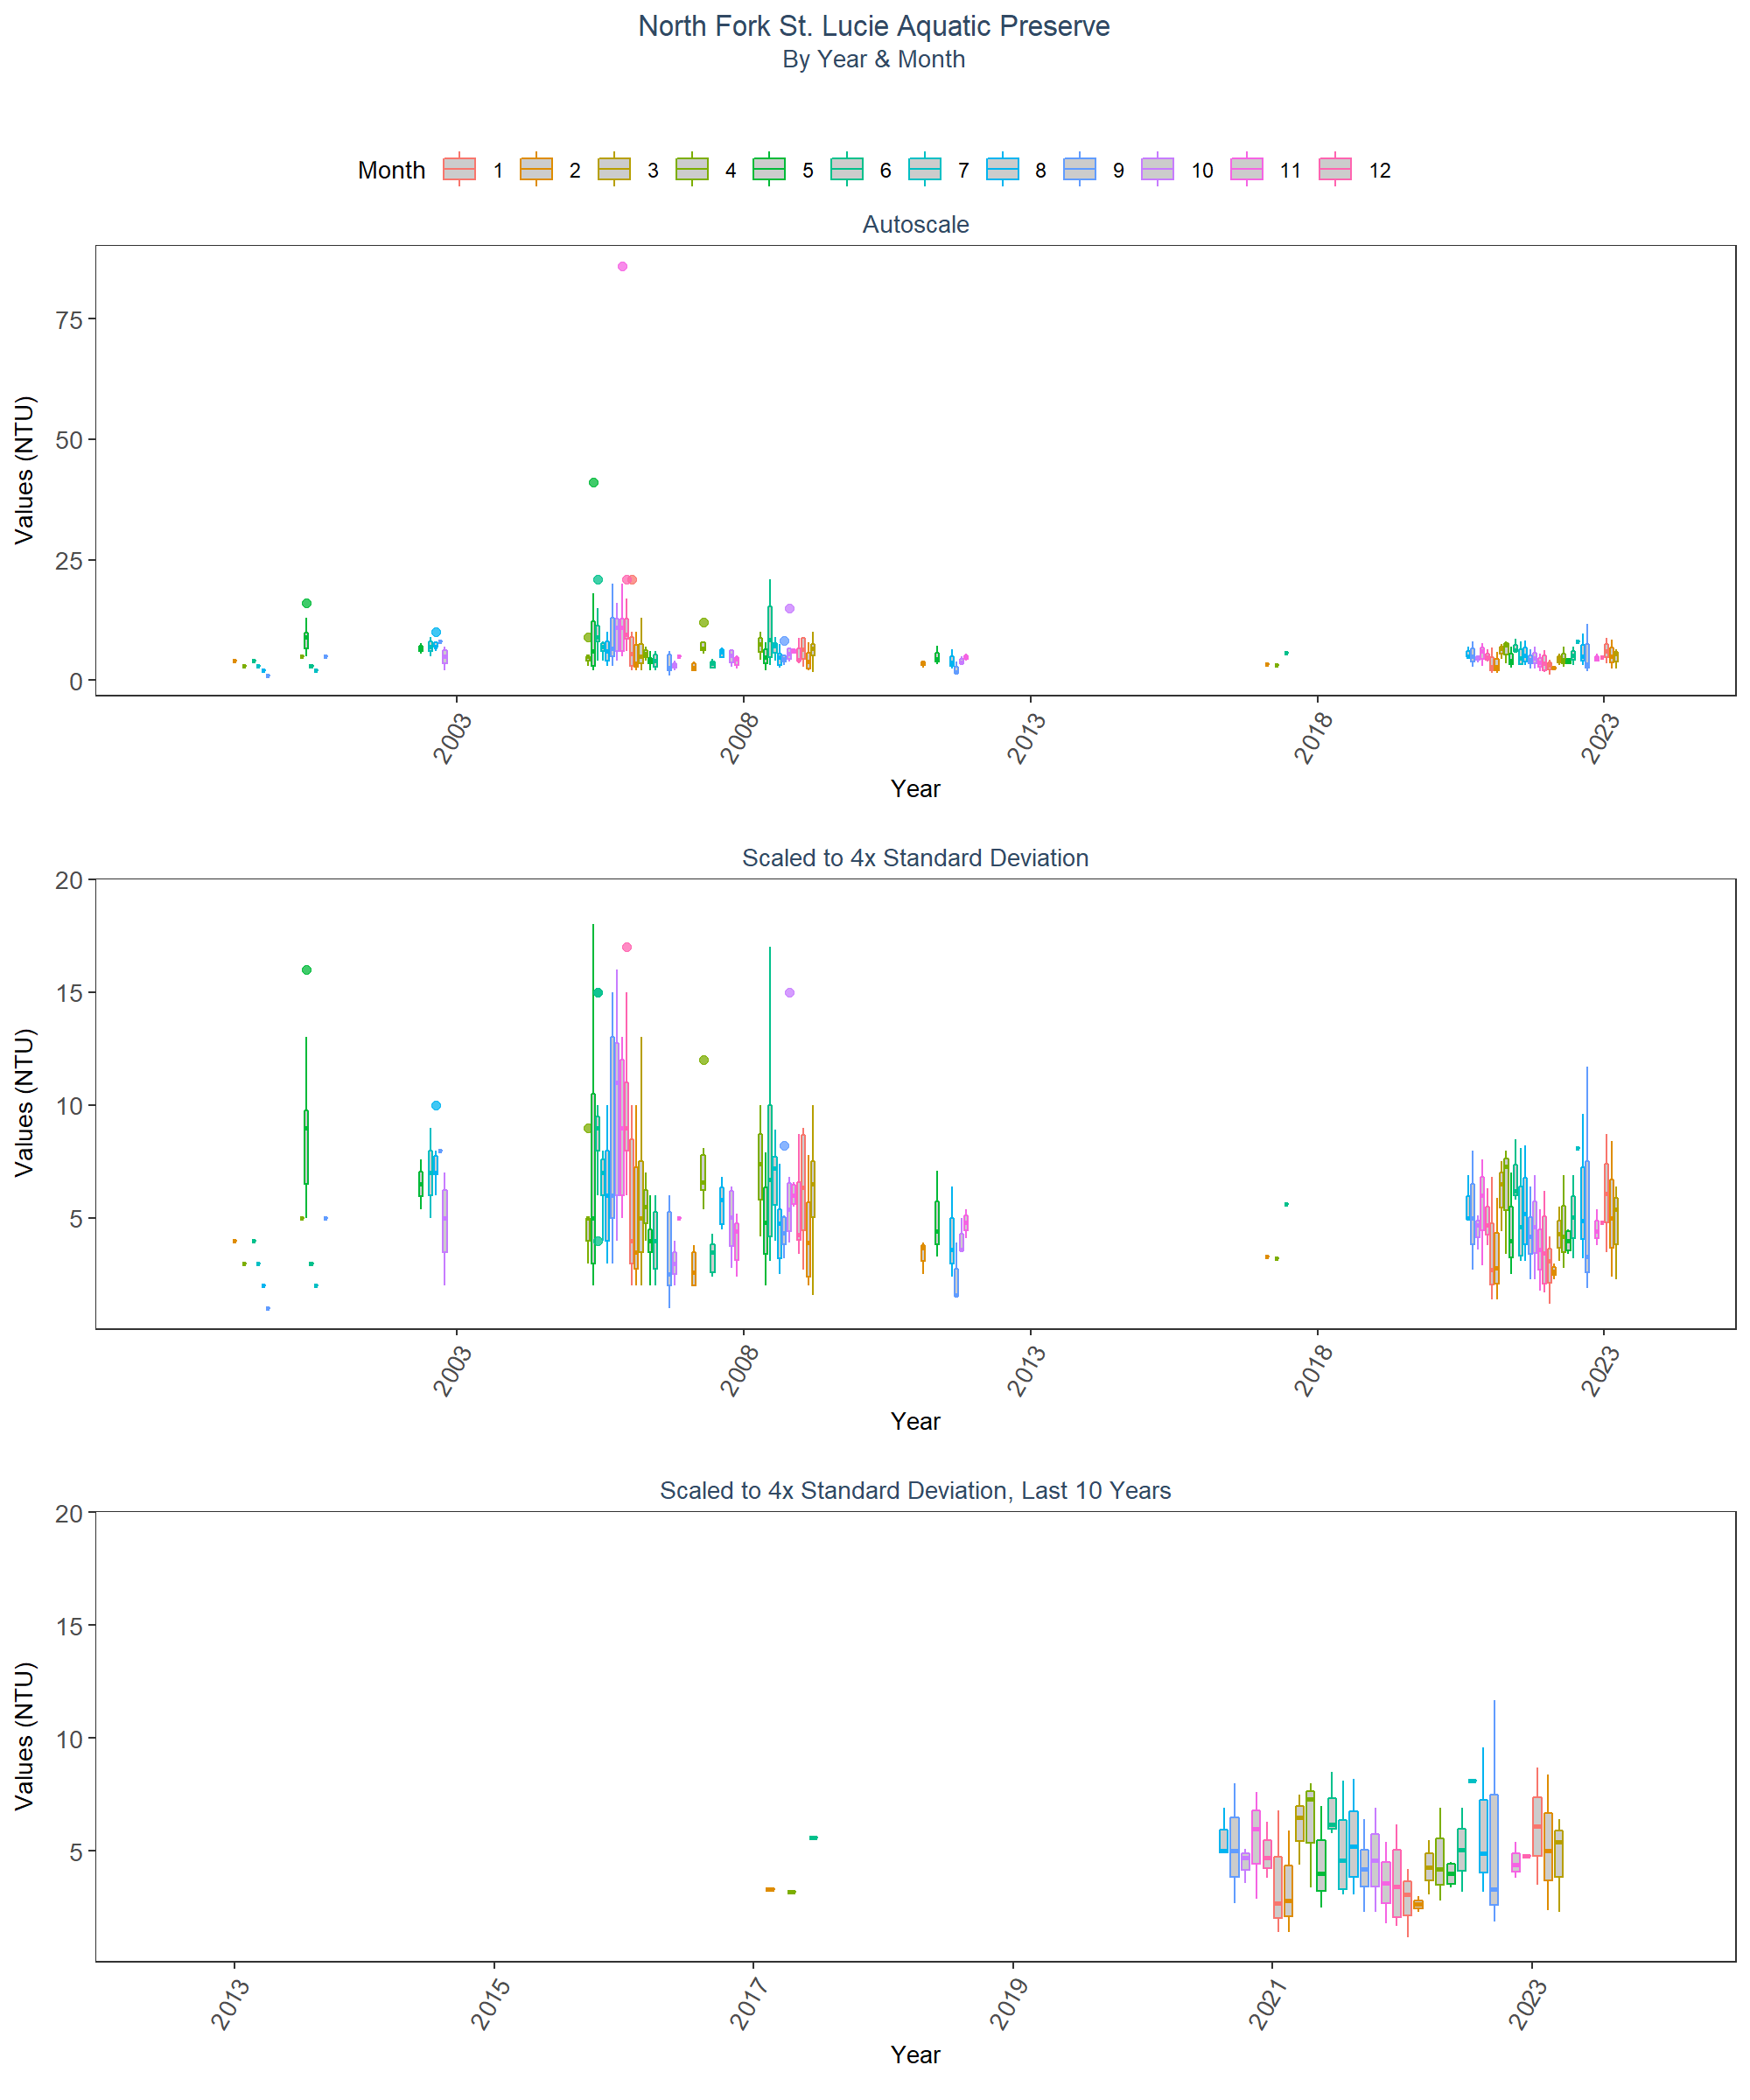 North Fork St. Lucie Aquatic Preserve
By Year & Month
Month 1 2 3 4 5 6 7 8 9 10 11 12
Autoscale
Values (NTU)
75
50
25
0
2003 2008 2013 2018 2023
Year
Scaled to 4x Standard Deviation
Values (NTU)
20
15
10
5
2003 2008 2013 2018 2023
Year
Scaled to 4x Standard Deviation, Last 10 Years
Values (NTU)
20
15
10
5
2013 2015 2017 2019 2021 2023
Year